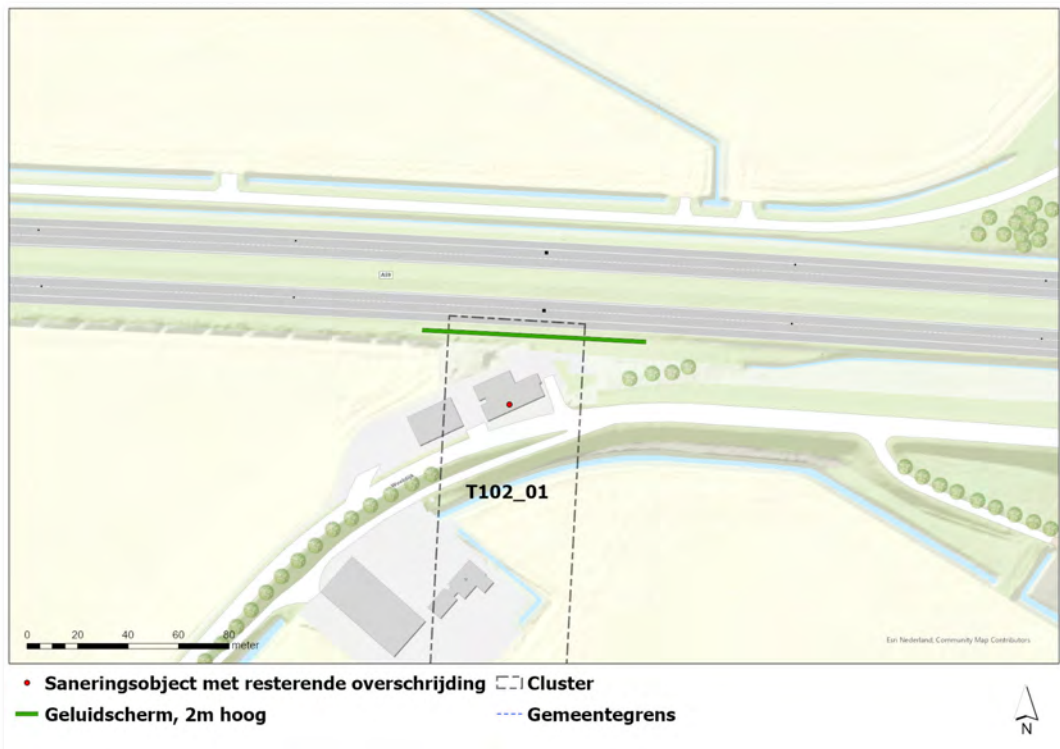 T102_01
0 20 40 60 80
meter
Esri Nederland, Community Map Contributors
Saneringsobject met resterende overschrijding
Cluster
Geluidscherm, 2m hoog
Gemeentegrens
N